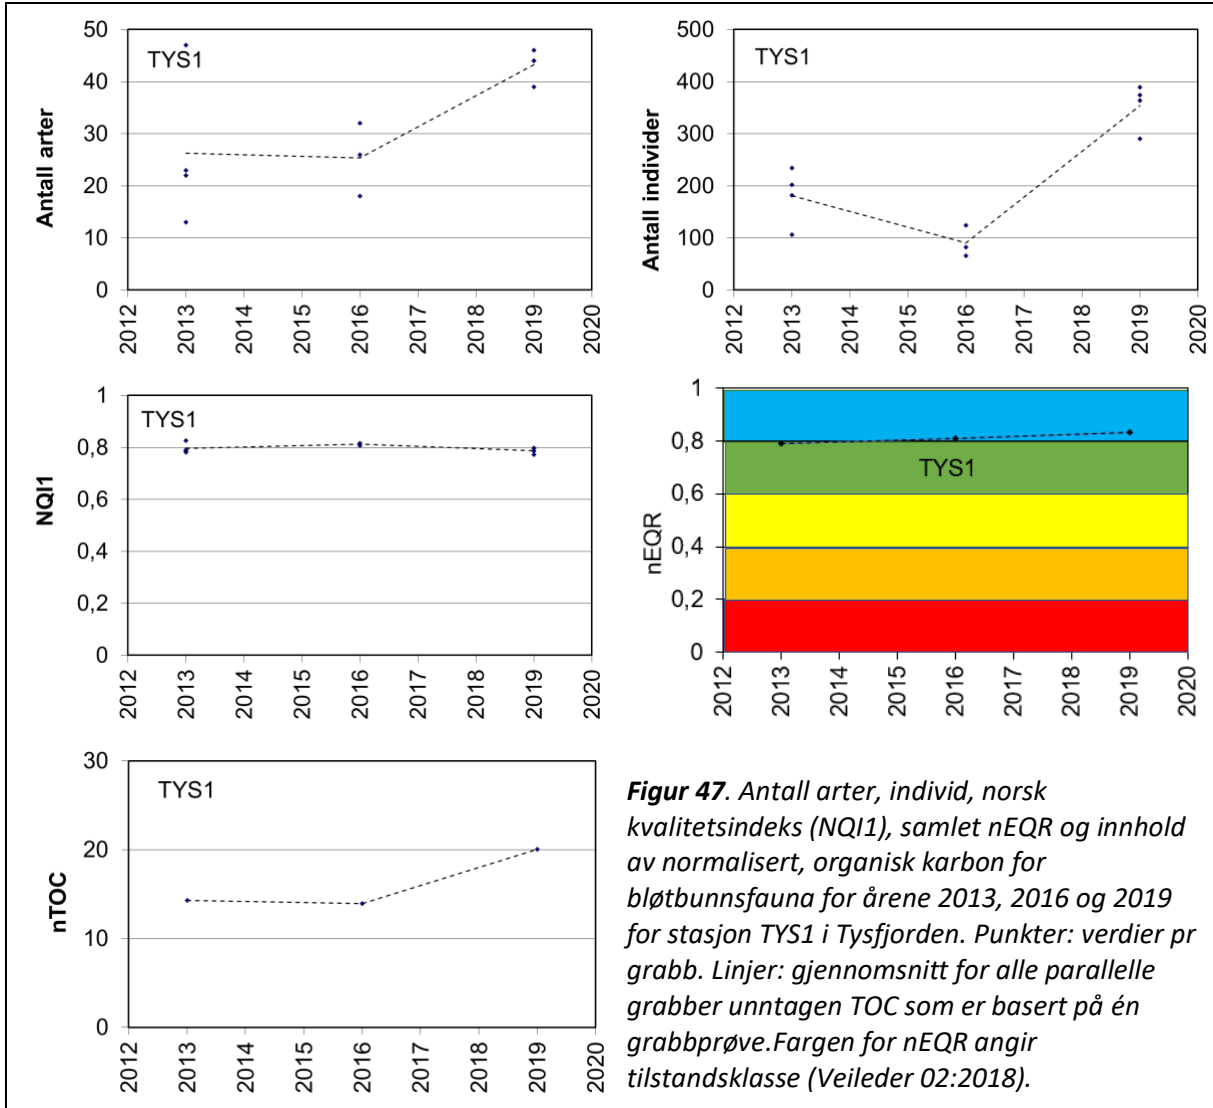 50
40
30
20
10
0
Antall arter
TYS1
2012 2013 2014 2015 2016 2017 2018 2019 2020
500
400
300
200
100
0
Antall individer
TYS1
2012 2013 2014 2015 2016 2017 2018 2019 2020
1
0,8
0,6
0,4
0,2
0
NQI1
TYS1
2012 2013 2014 2015 2016 2017 2018 2019 2020
1
0,8
0,6
0,4
0,2
0
nEQR
TYS1
2012 2013 2014 2015 2016 2017 2018 2019 2020
30
20
10
0
nTOC
TYS1
2012 2013 2014 2015 2016 2017 2018 2019 2020
Figur 47. Antall arter, individ, norsk
kvalitetsindeks (NQI1), samlet nEQR og innhold
av normalisert, organisk karbon for
bløtbunnsfauna for årene 2013, 2016 og 2019
for stasjon TYS1 i Tysfjorden. Punkter: verdier pr
grabb. Linjer: gjennomsnitt for alle parallelle
grabber unntagen TOC som er basert på én
grabbprøve.Fargen for nEQR angir
tilstandsklasse (Veileder 02:2018).